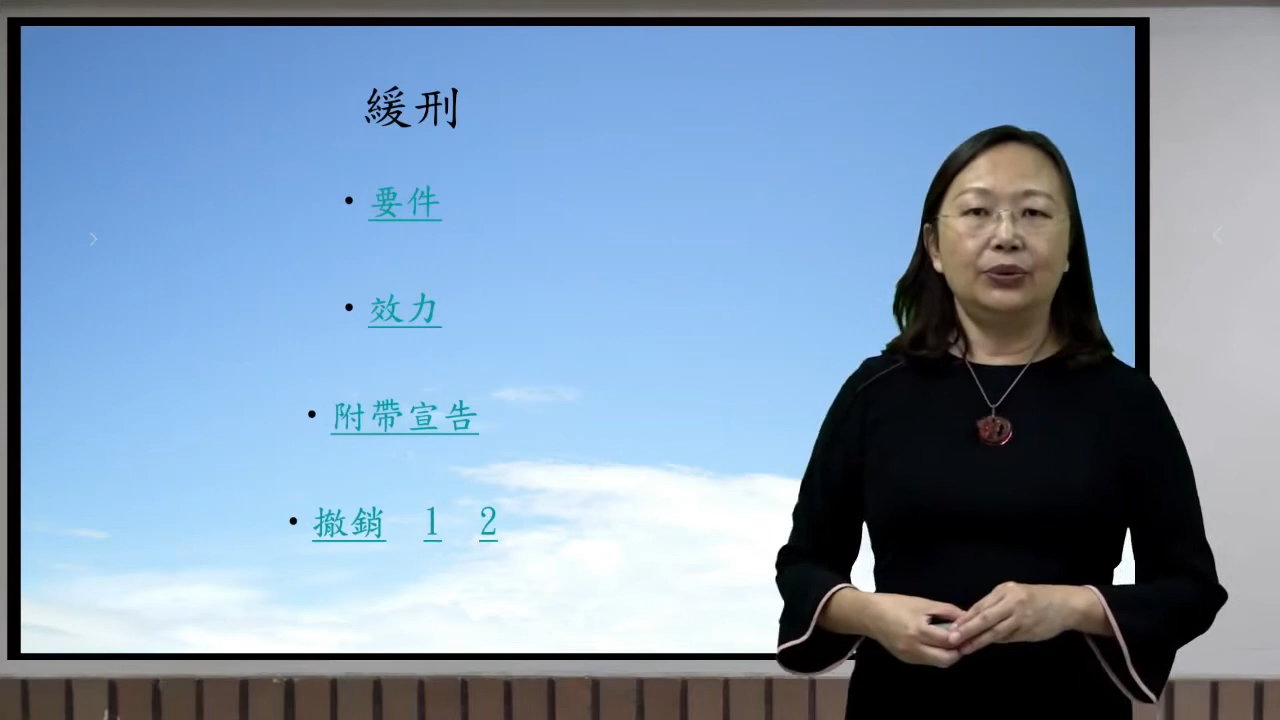 緩刑
• 要件
• 效力
• 附帶宣告
• 撤銷 1 2